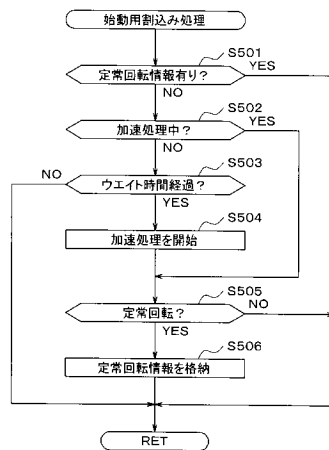 始動用割込み処理
S501
定常回転情報有り？
YES
NO
S502
加速処理中？
YES
NO
S503
NO
ウエイト時間経過？
YES
S504
加速処理を開始
S505
定常回転？
NO
YES
S506
定常回転情報を格納
RET